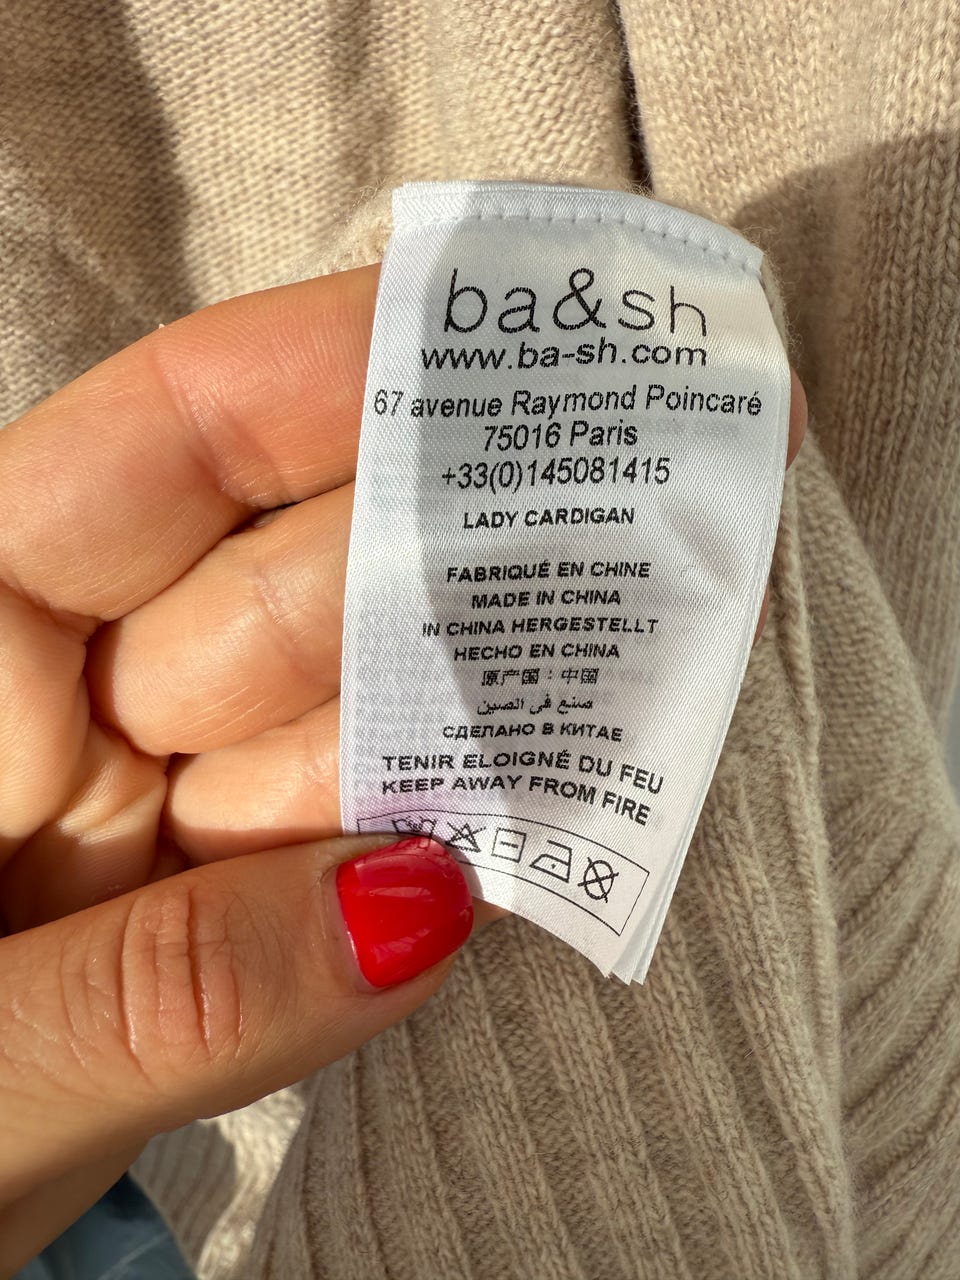 ba&sh
www.ba-sh.com
67 avenue Raymond Poincaré
75016 Paris
+33(0)145081415
LADY CARDIGAN
FABRIQUÉ EN CHINE
MADE IN CHINA
IN CHINA HERGESTELLT
HECHO EN CHINA
原产国：中国
صنع في الصين
СДЕЛАНО В КИТАЕ
TENIR ELOIGNÉ DU FEU
KEEP AWAY FROM FIRE